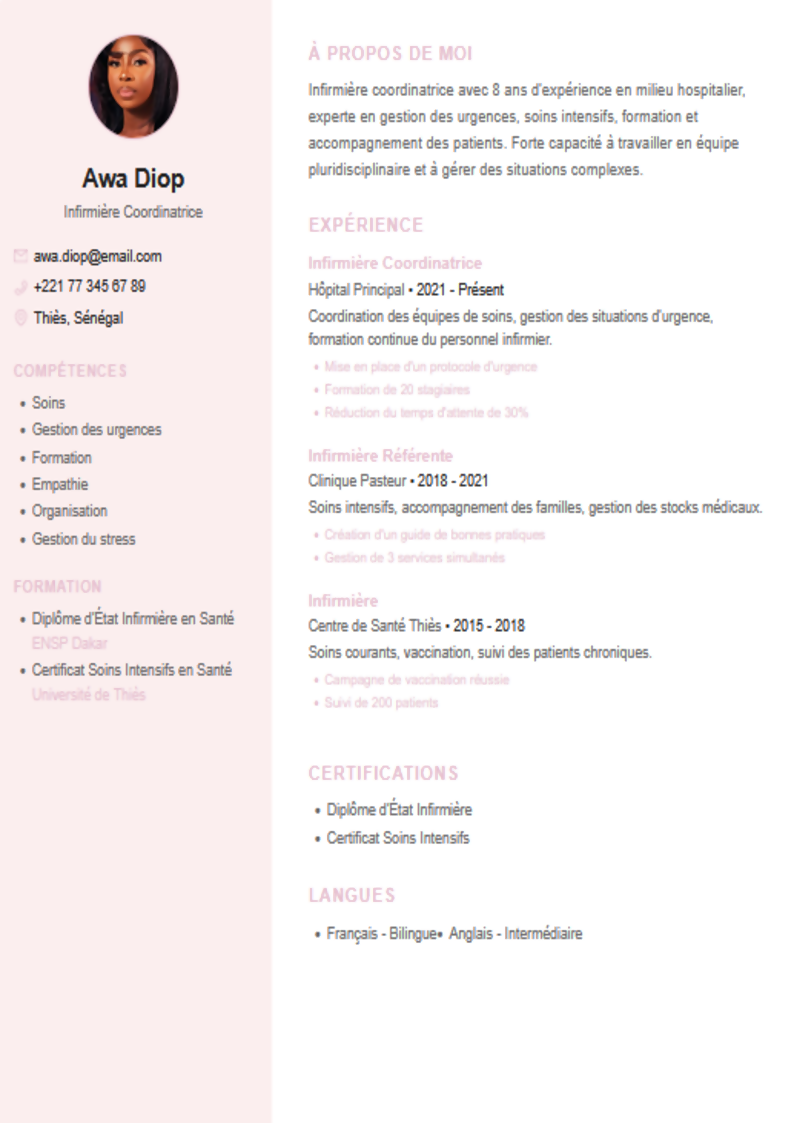 Awa Diop
Infirmière Coordinatrice
awa.diop@email.com
+221 77 345 67 89
Thiès, Sénégal
COMPÉTENCES
• Soins
• Gestion des urgences
• Formation
• Empathie
• Organisation
• Gestion du stress
FORMATION
• Diplôme d'État Infirmière en Santé
ENSP Dakar
• Certificat Soins Intensifs en Santé
Université de Thiès
À PROPOS DE MOI
Infirmière coordinatrice avec 8 ans d'expérience en milieu hospitalier,
experte en gestion des urgences, soins intensifs, formation et
accompagnement des patients. Forte capacité à travailler en équipe
pluridisciplinaire et à gérer des situations complexes.
EXPÉRIENCE
Infirmière Coordinatrice
Hôpital Principal • 2021 - Présent
Coordination des équipes de soins, gestion des situations d'urgence,
formation continue du personnel infirmier.
• Mise en place d'un protocole d'urgence
• Formation de 20 stagiaires
• Réduction du temps d'attente de 30%
Infirmière Référente
Clinique Pasteur • 2018 - 2021
Soins intensifs, accompagnement des familles, gestion des stocks médicaux.
• Création d'un guide de bonnes pratiques
• Gestion de 3 services simultanés
Infirmière
Centre de Santé Thiès • 2015 - 2018
Soins courants, vaccination, suivi des patients chroniques.
• Campagne de vaccination réussie
• Suivi de 200 patients
CERTIFICATIONS
• Diplôme d'État Infirmière
• Certificat Soins Intensifs
LANGUES
• Français - Bilingue• Anglais - Intermédiaire